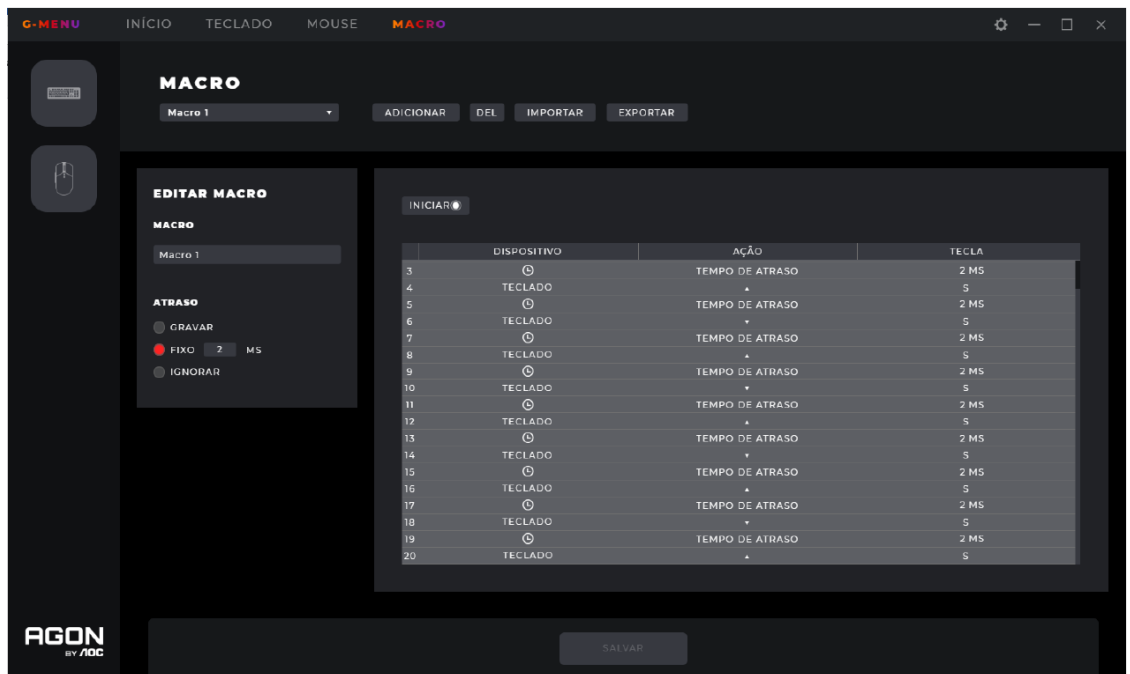 G-MENU INÍCIO TECLADO MOUSE MACRO
MACRO
Macro 1 ADICIONAR DEL IMPORTAR EXPORTAR
EDITAR MACRO
MACRO
Macro 1
ATRASO
GRAVAR
FIXO 2 MS
IGNORAR
INICIAR
DISPOSITIVO AÇÃO TECLA
3 TEMPO DE ATRASO 2 MS
4 TECLADO S
5 TEMPO DE ATRASO 2 MS
6 TECLADO S
7 TEMPO DE ATRASO 2 MS
8 TECLADO S
9 TEMPO DE ATRASO 2 MS
10 TECLADO S
11 TEMPO DE ATRASO 2 MS
12 TECLADO S
13 TEMPO DE ATRASO 2 MS
14 TECLADO S
15 TEMPO DE ATRASO 2 MS
16 TECLADO S
17 TEMPO DE ATRASO 2 MS
18 TECLADO S
19 TEMPO DE ATRASO 2 MS
20 TECLADO S
AGON
BY AOC
SALVAR